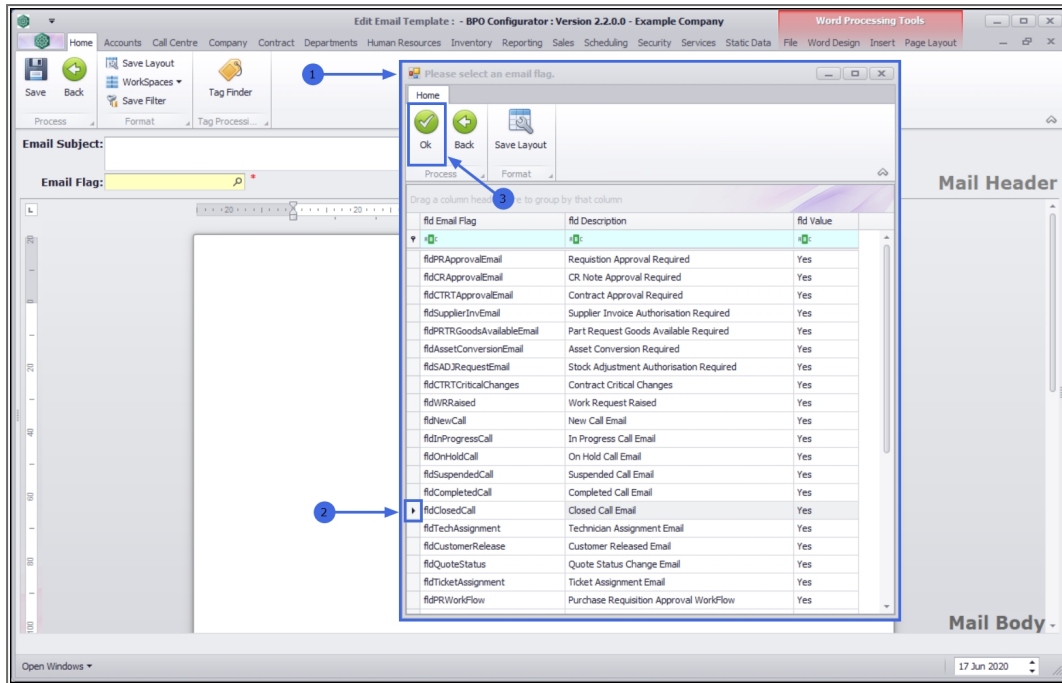 Edit Email Template : - BPO Configurator : Version 2.2.0.0 - Example Company
Word Processing Tools
Home Accounts Call Centre Company Contract Departments Human Resources Inventory Reporting Sales Scheduling Security Services Static Data File Word Design Insert Page Layout
Save
Back
Save Layout
WorkSpaces
Save Filter
Tag Finder
Process
Format
Tag Processi...
Email Subject:
Email Flag:
*
Mail Header
L
20 20
20
0
20
40
60
80
100
1
Please select an email flag.
Home
Ok
Back
Save Layout
Process
Format
3
Drag a column head re to group by that column
fld Email Flag fld Description fld Value
fldPRApprovalEmail Requistion Approval Required Yes
fldCRApprovalEmail CR Note Approval Required Yes
fldCTRTApprovalEmail Contract Approval Required Yes
fldSupplierInvEmail Supplier Invoice Authorisation Required Yes
fldPRTRGoodsAvailableEmail Part Request Goods Available Required Yes
fldAssetConversionEmail Asset Conversion Required Yes
fldSADJRequestEmail Stock Adjustment Authorisation Required Yes
fldCTRTCriticalChanges Contract Critical Changes Yes
fldWRRaised Work Request Raised Yes
fldNewCall New Call Email Yes
fldInProgressCall In Progress Call Email Yes
fldOnHoldCall On Hold Call Email Yes
fldSuspendedCall Suspended Call Email Yes
fldCompletedCall Completed Call Email Yes
2
fldClosedCall Closed Call Email Yes
fldTechAssignment Technician Assignment Email Yes
fldCustomerRelease Customer Released Email Yes
fldQuoteStatus Quote Status Change Email Yes
fldTicketAssignment Ticket Assignment Email Yes
fldPRWorkFlow Purchase Requisition Approval WorkFlow Yes
Mail Body
Open Windows
17 Jun 2020